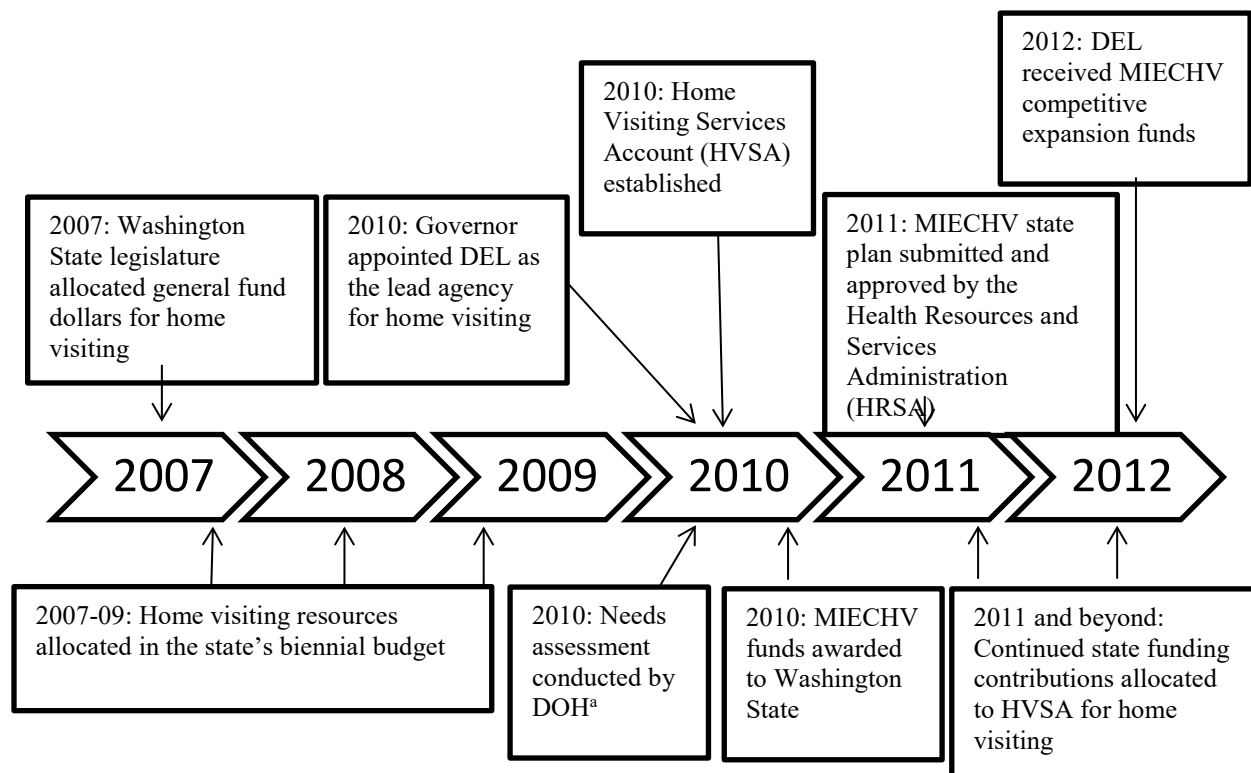 2012: DEL
received MIECHV
competitive
expansion funds
2010: Home
Visiting Services
Account (HVSA)
established
2007: Washington
State legislature
allocated general fund
dollars for home
visiting
2010: Governor
appointed DEL as
the lead agency
for home visiting
2011: MIECHV state
plan submitted and
approved by the
Health Resources and
Services
Administration
(HRSA)
2007
2008
2009
2010
2011
2012
2007-09: Home visiting resources
allocated in the state’s biennial budget
2010: Needs
assessment
conducted by
DOHᵃ
2010: MIECHV
funds awarded
to Washington
State
2011 and beyond:
Continued state funding
contributions allocated
to HVSA for home
visiting